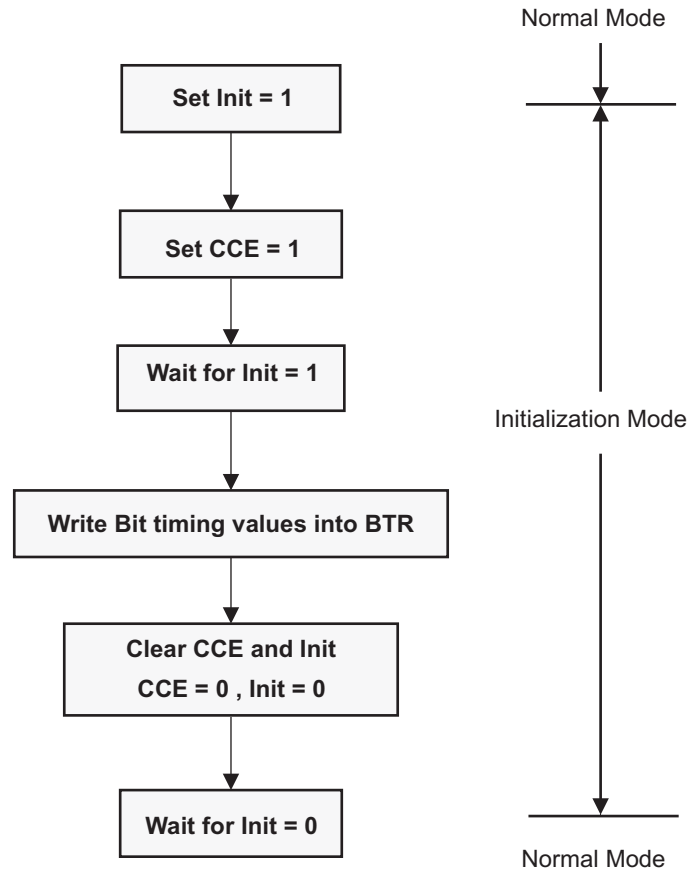 Normal Mode
Set Init = 1
Set CCE = 1
Wait for Init = 1
Initialization Mode
Write Bit timing values into BTR
Clear CCE and Init
CCE = 0 , Init = 0
Wait for Init = 0
Normal Mode